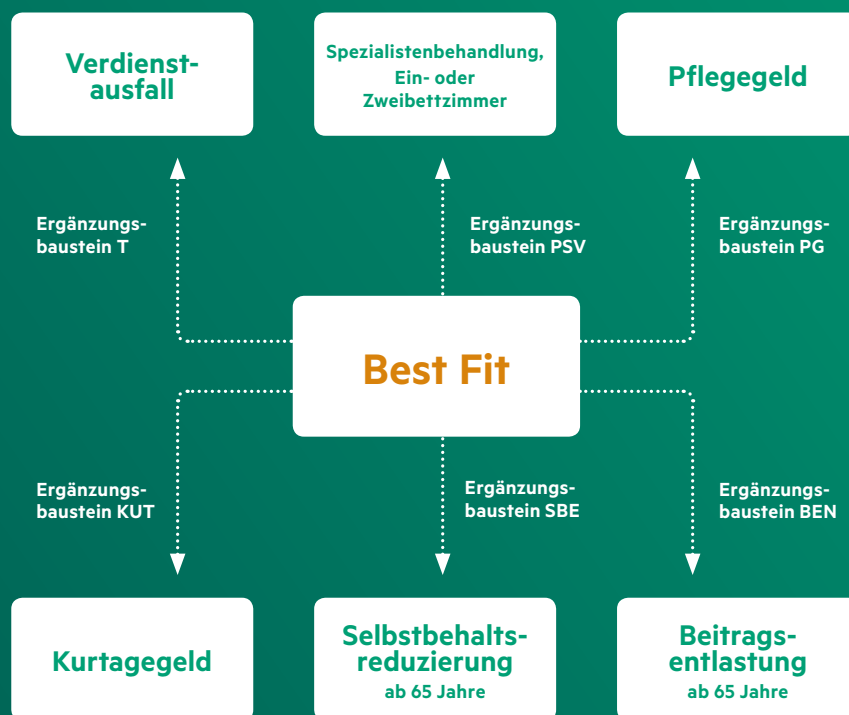 Verdienst-
ausfall
Spezialistenbehandlung,
Ein- oder
Zweibettzimmer
Pflegegeld
Ergänzungs-
baustein T
Ergänzungs-
baustein PSV
Ergänzungs-
baustein PG
Best Fit
Ergänzungs-
baustein KUT
Ergänzungs-
baustein SBE
Ergänzungs-
baustein BEN
Kurtagegeld
Selbstbehalts-
reduzierung
ab 65 Jahre
Beitrags-
entlastung
ab 65 Jahre